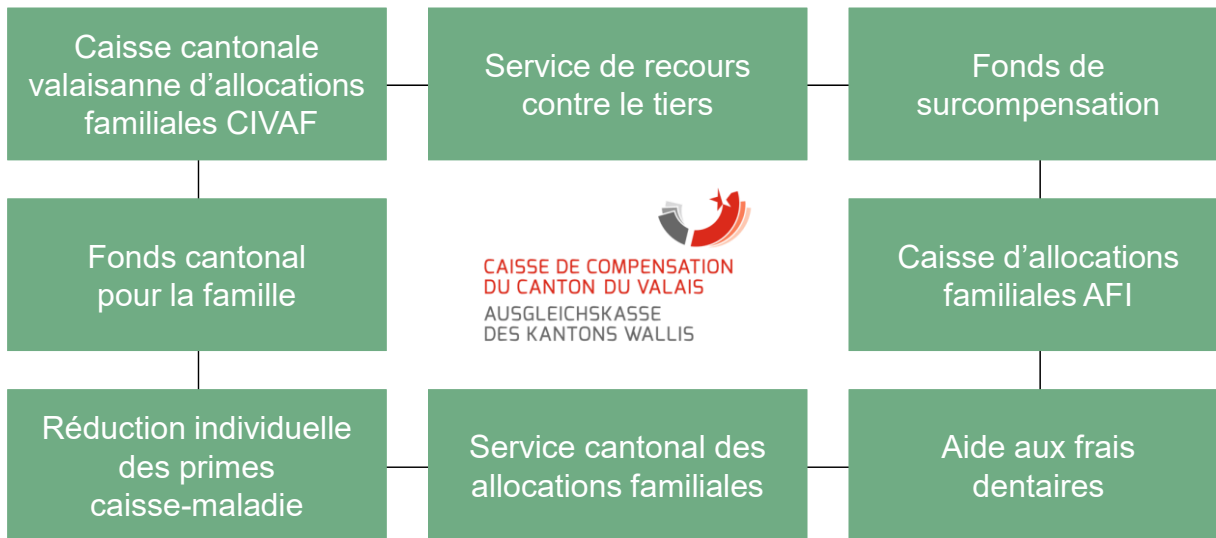 Caisse cantonale
valaisanne d’allocations
familiales CIVAF
Service de recours
contre le tiers
Fonds de
surcompensation
Fonds cantonal
pour la famille
CAISSE DE COMPENSATION
DU CANTON DU VALAIS
AUSGLEICHSKASSE
DES KANTONS WALLIS
Caisse d’allocations
familiales AFI
Réduction individuelle
des primes
caisse-maladie
Service cantonal des
allocations familiales
Aide aux frais
dentaires